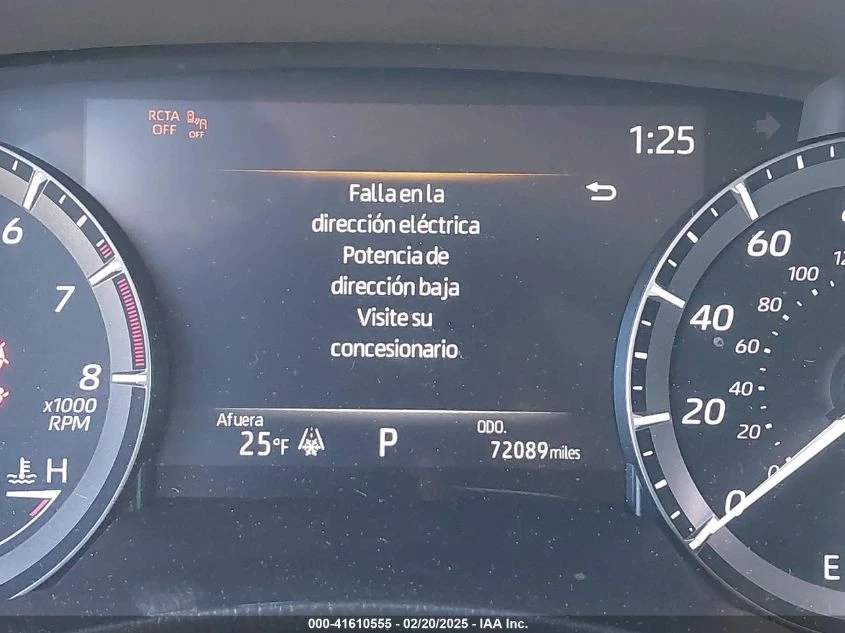 RCTA
OFF
OFF
1:25
Falla en la
dirección eléctrica
Potencia de
dirección baja
Visite su
concesionario
Afuera
25°F
P
ODO.
72089 miles
6
7
8
x1000
RPM
H
60
40
20
0
100
80
60
40
20
0
E
000-41610555 - 02/20/2025 - IAA Inc.